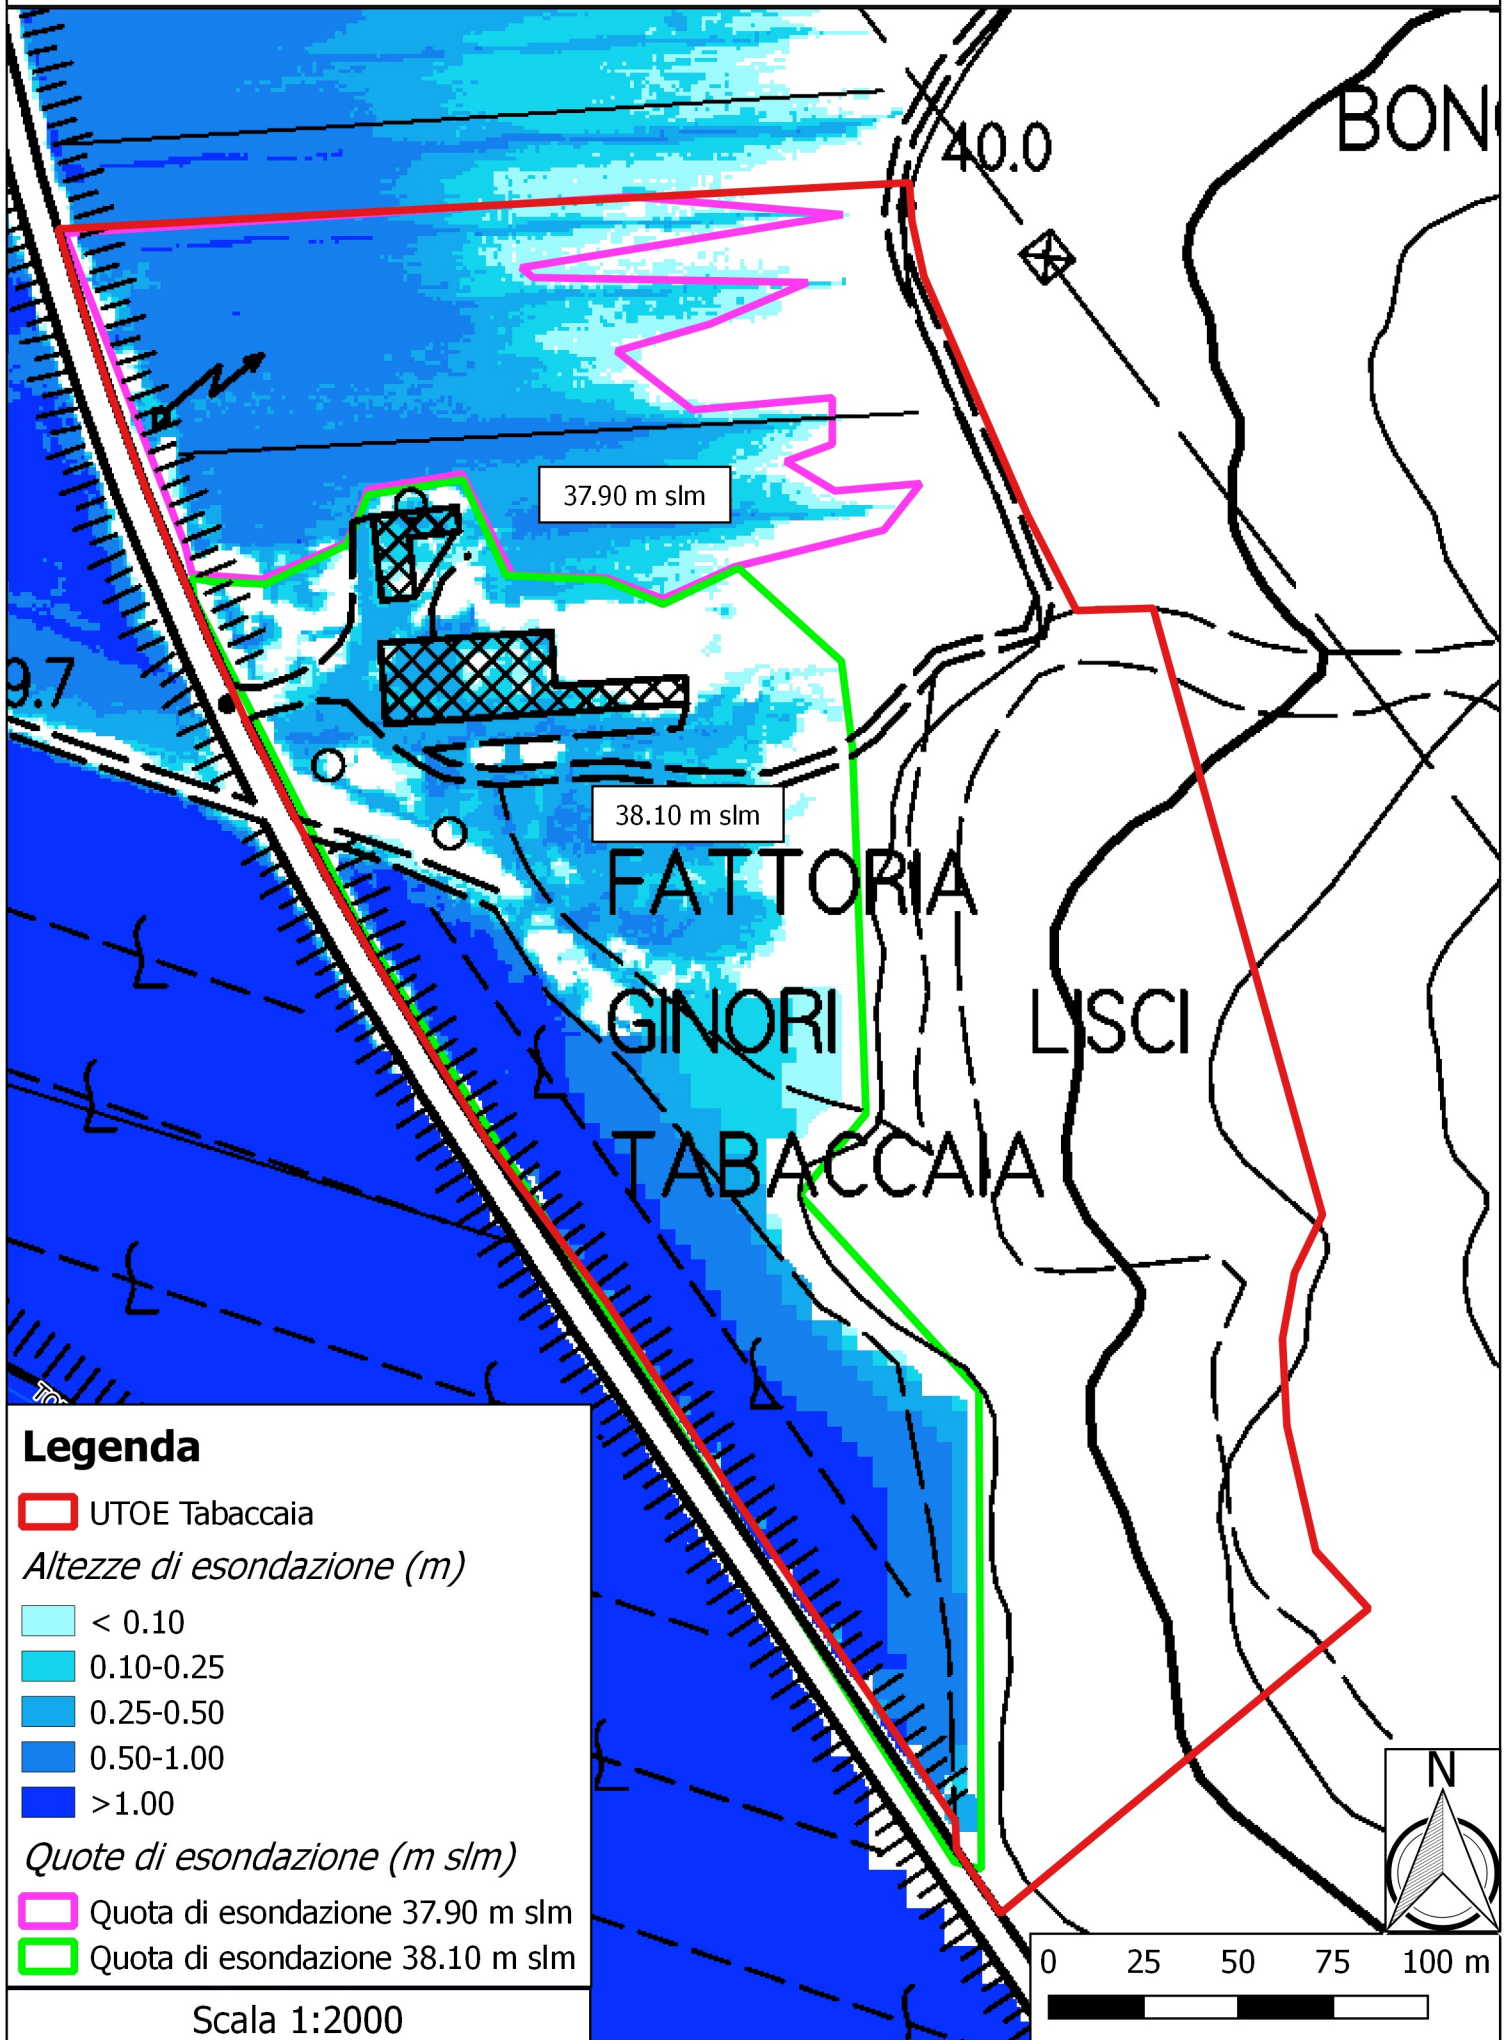 BON
40.0
37.90 m slm
9.7
38.10 m slm
FATTORIA
GINORI LISCI
TABACCAIA
Legenda
UTOE Tabaccaia
Altezze di esondazione (m)
< 0.10
0.10-0.25
0.25-0.50
0.50-1.00
>1.00
Quote di esondazione (m slm)
Quota di esondazione 37.90 m slm
Quota di esondazione 38.10 m slm
Scala 1:2000
N
0 25 50 75 100 m